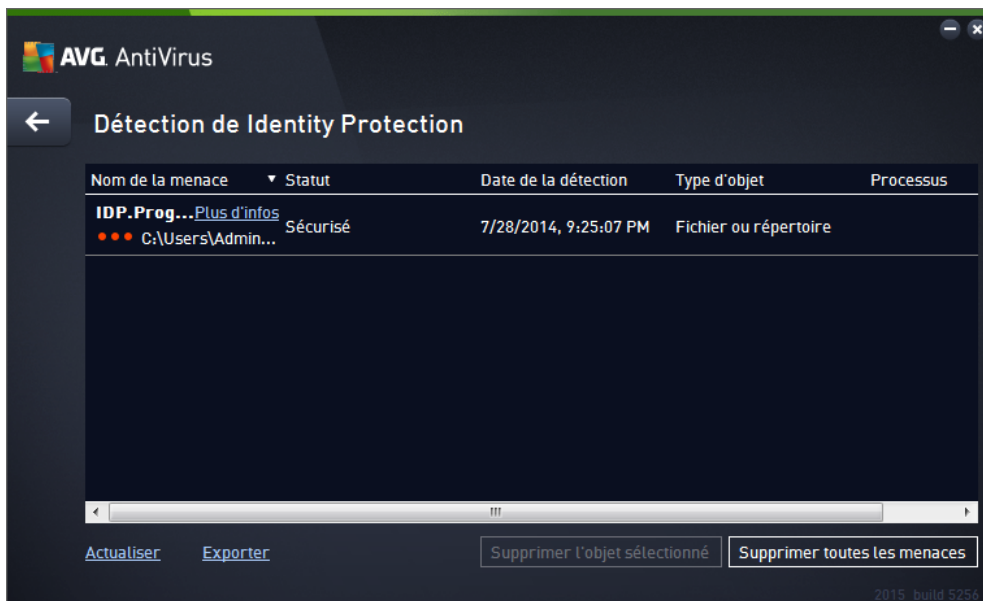 AVG. AntiVirus
Détection de Identity Protection
Nom de la menace Statut Date de la détection Type d'objet Processus
IDP.Prog...Plus d'infos Sécurisé 7/28/2014, 9:25:07 PM Fichier ou répertoire
C:\Users\Admin...
Actualiser Exporter Supprimer l'objet sélectionné Supprimer toutes les menaces
2015 build 5256